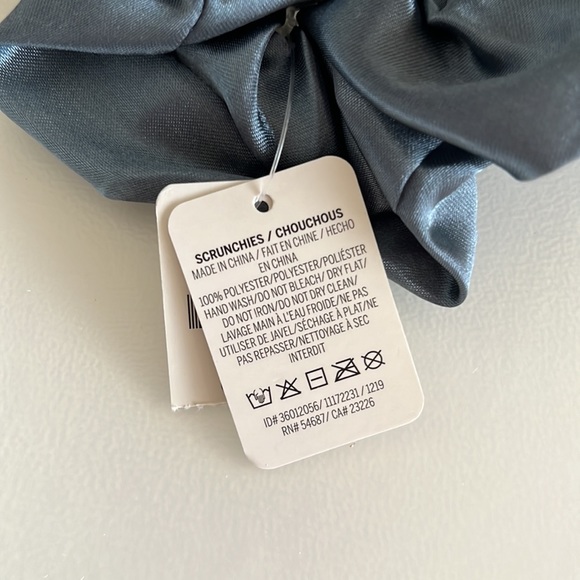 SCRUNCHIES / CHOUCHOUS
MADE IN CHINA / FAIT EN CHINE / HECHO
EN CHINA
100% POLYESTER/POLYESTER/POLIÉSTER
HAND WASH/DO NOT BLEACH/ DRY FLAT/
DO NOT IRON/DO NOT DRY CLEAN/
LAVAGE MAIN À L'EAU FROIDE/NE PAS
UTILISER DE JAVEL/SÉCHAGE À PLAT/NE
PAS REPASSER/NETTOYAGE À SEC
INTERDIT
ID# 36012056/ 11172231 / 1219
RN# 54687/ CA# 23226